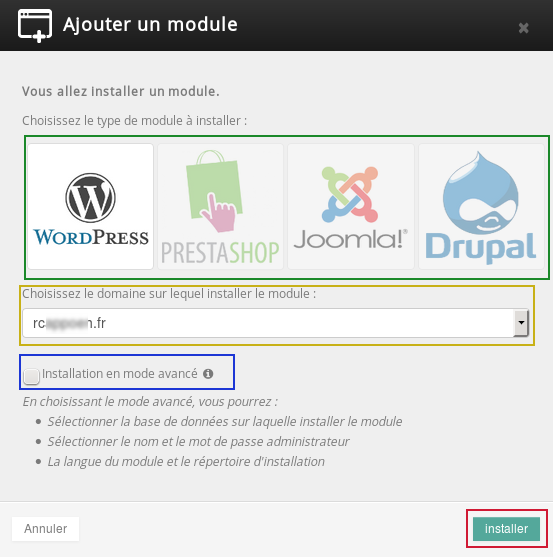 Ajouter un module
Vous allez installer un module.
Choisissez le type de module à installer :
WORDPRESS
PRESTASHOP
Joomla!®
Drupal
Choisissez le domaine sur lequel installer le module :
Installation en mode avancé
En choisissant le mode avancé, vous pourrez :
Sélectionner la base de données sur laquelle installer le module
Sélectionner le nom et le mot de passe administrateur
La langue du module et le répertoire d'installation
Annuler
installer